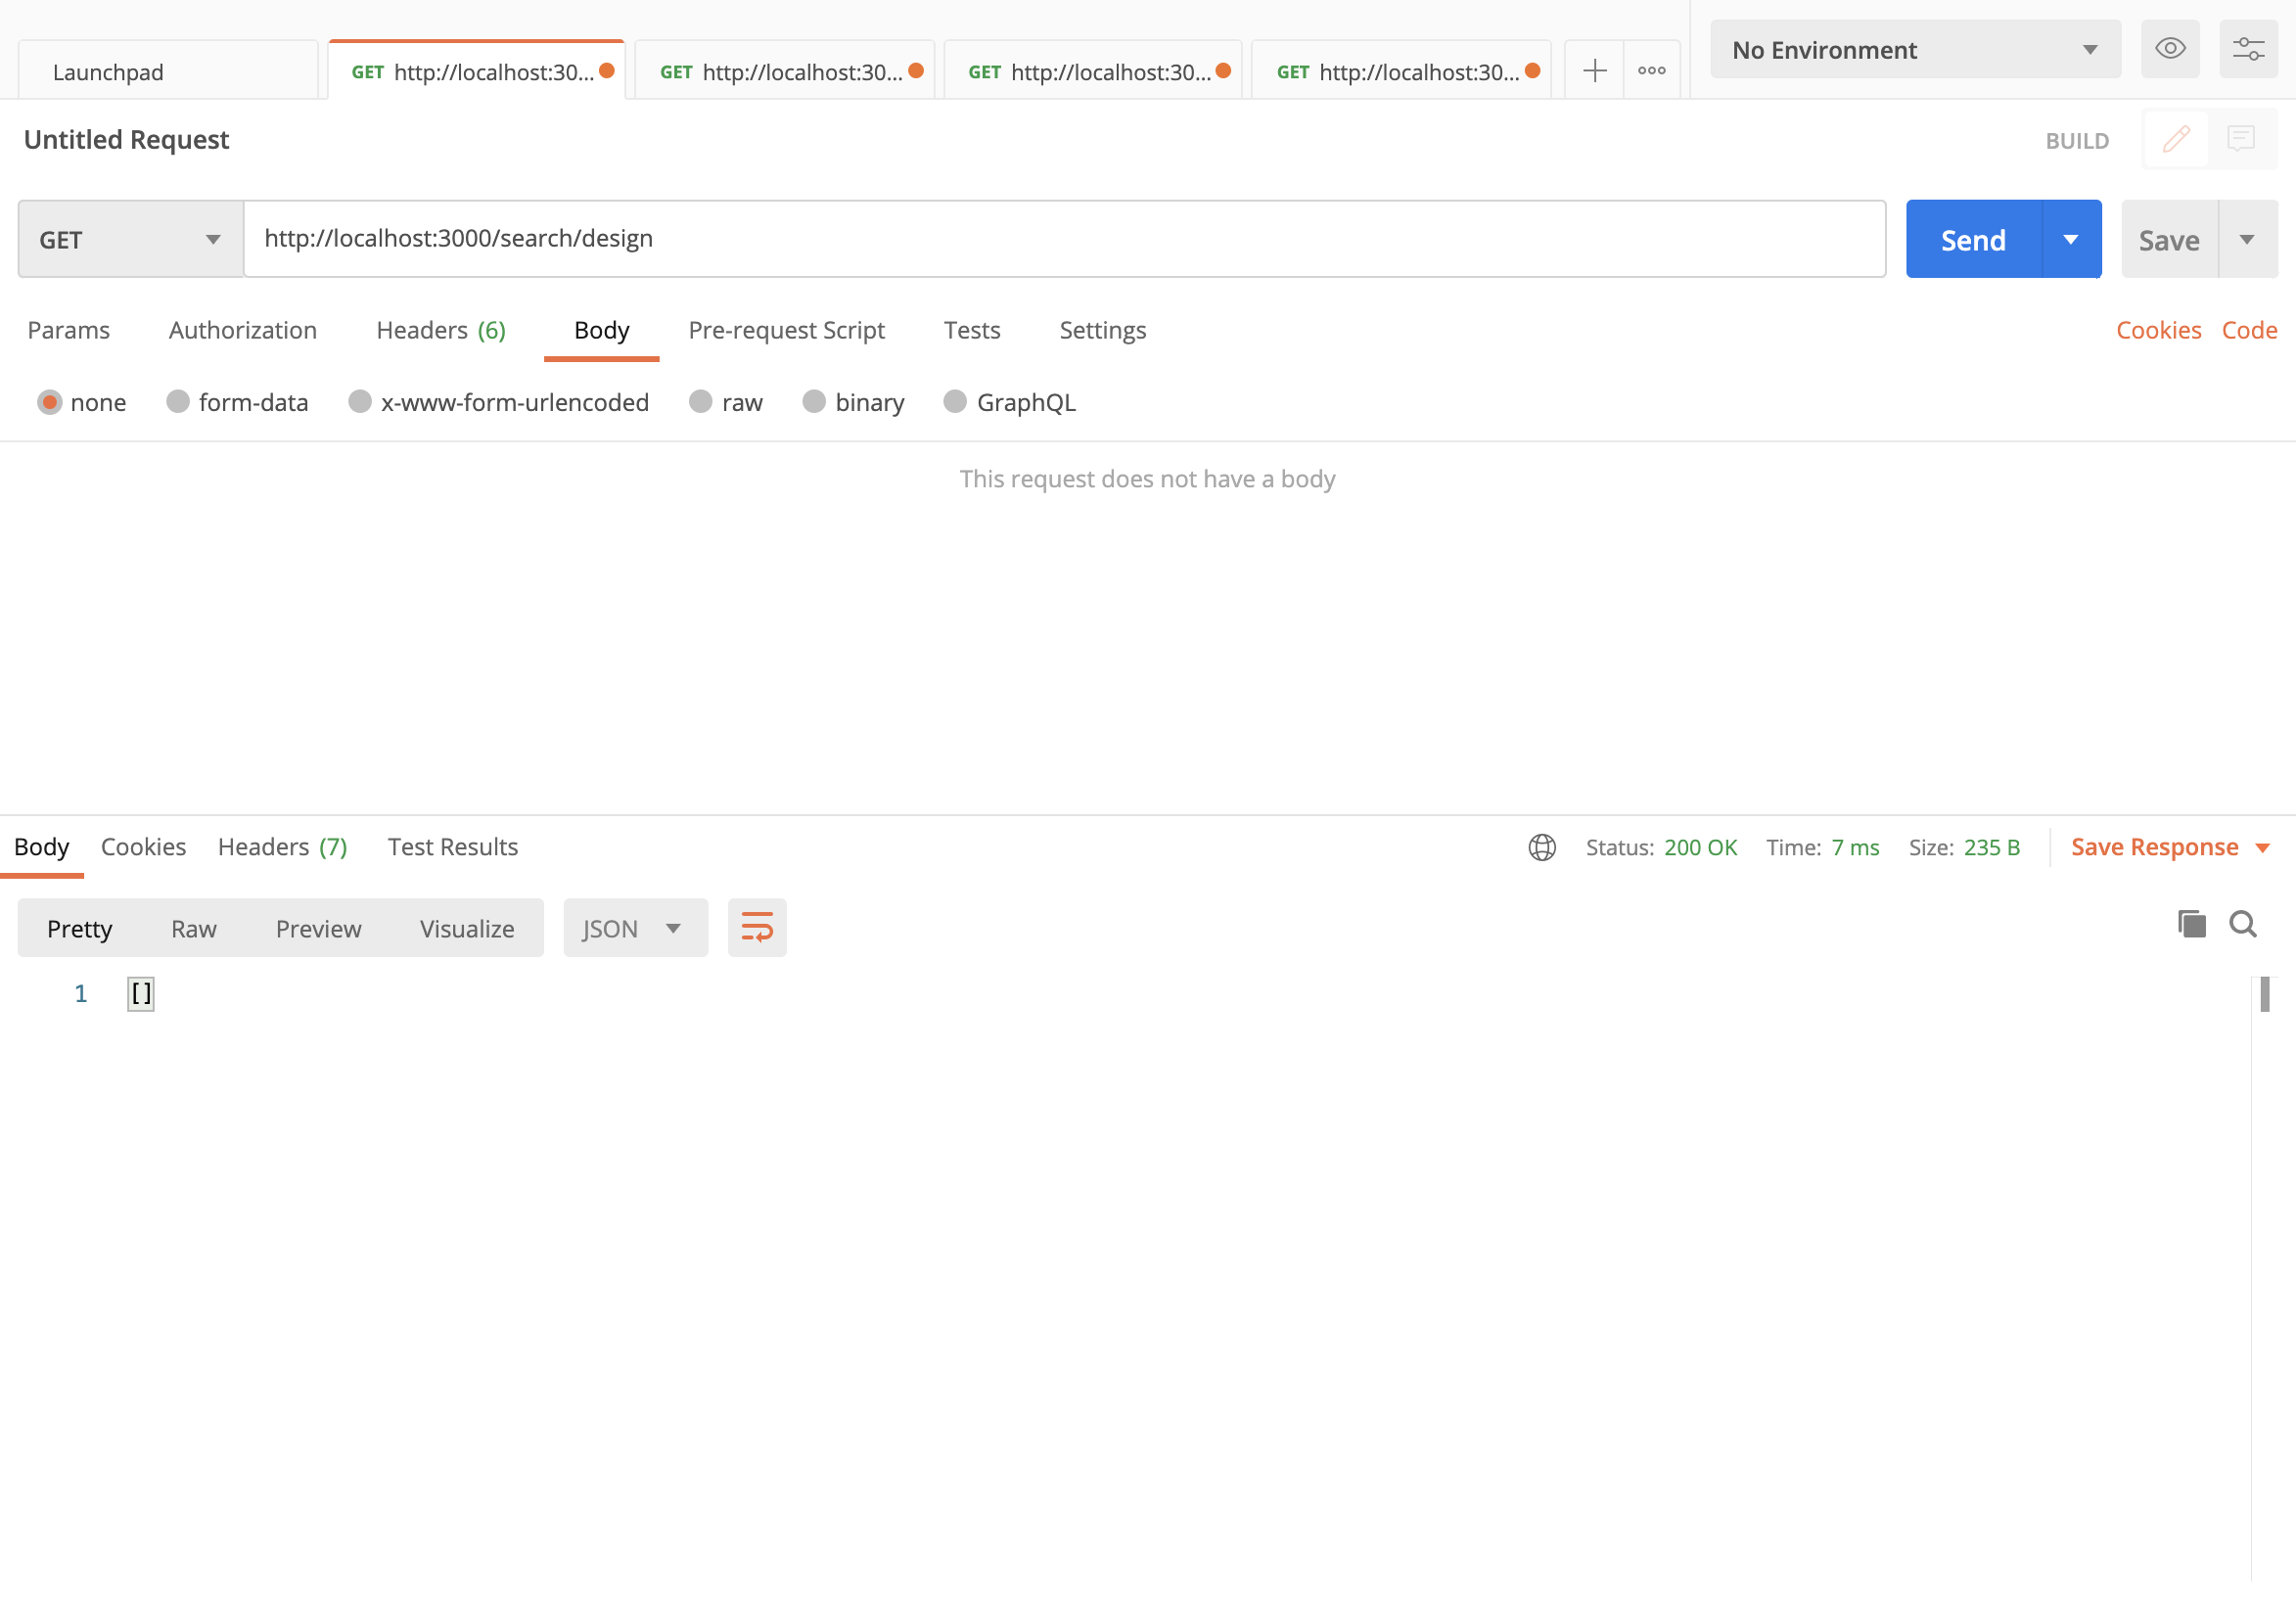 Launchpad GET http://localhost:30... GET http://localhost:30... GET http://localhost:30... GET http://localhost:30... No Environment
Untitled Request BUILD
GET http://localhost:3000/search/design Send Save
Params Authorization Headers (6) Body Pre-request Script Tests Settings Cookies Code
none form-data x-www-form-urlencoded raw binary GraphQL
This request does not have a body
Body Cookies Headers (7) Test Results Status: 200 OK Time: 7 ms Size: 235 B Save Response
Pretty Raw Preview Visualize JSON
1 []